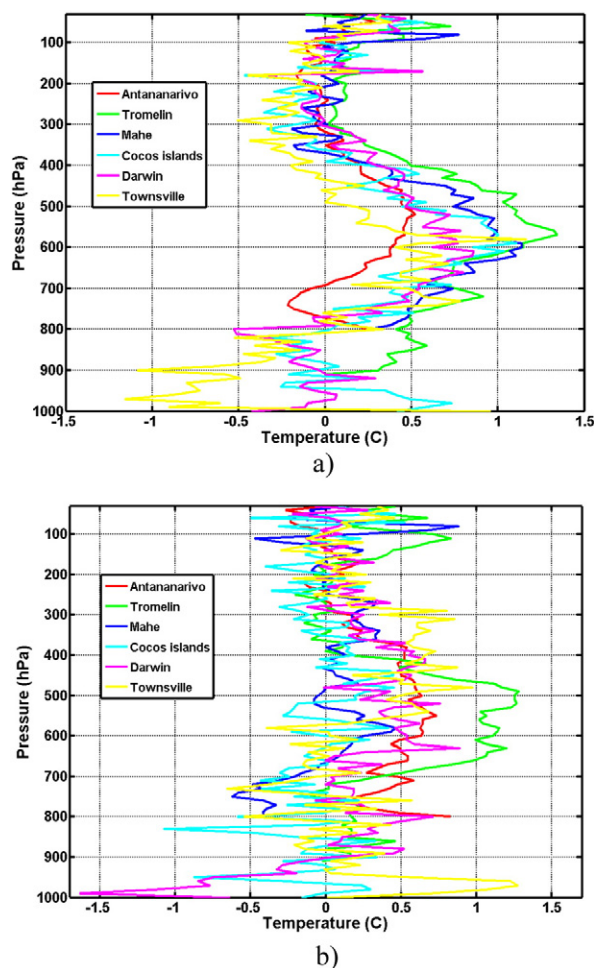 100
200
300
400
500
600
700
800
900
1000
Pressure (hPa)
Antananarivo
Tromelin
Mahe
Cocos islands
Darwin
Townsville
-1.5
-1
-0.5
0
0.5
1
1.5
Temperature (C)
a)
100
200
300
400
500
600
700
800
900
1000
Pressure (hPa)
Antananarivo
Tromelin
Mahe
Cocos islands
Darwin
Townsville
-1.5
-1
-0.5
0
0.5
1
1.5
Temperature (C)
b)